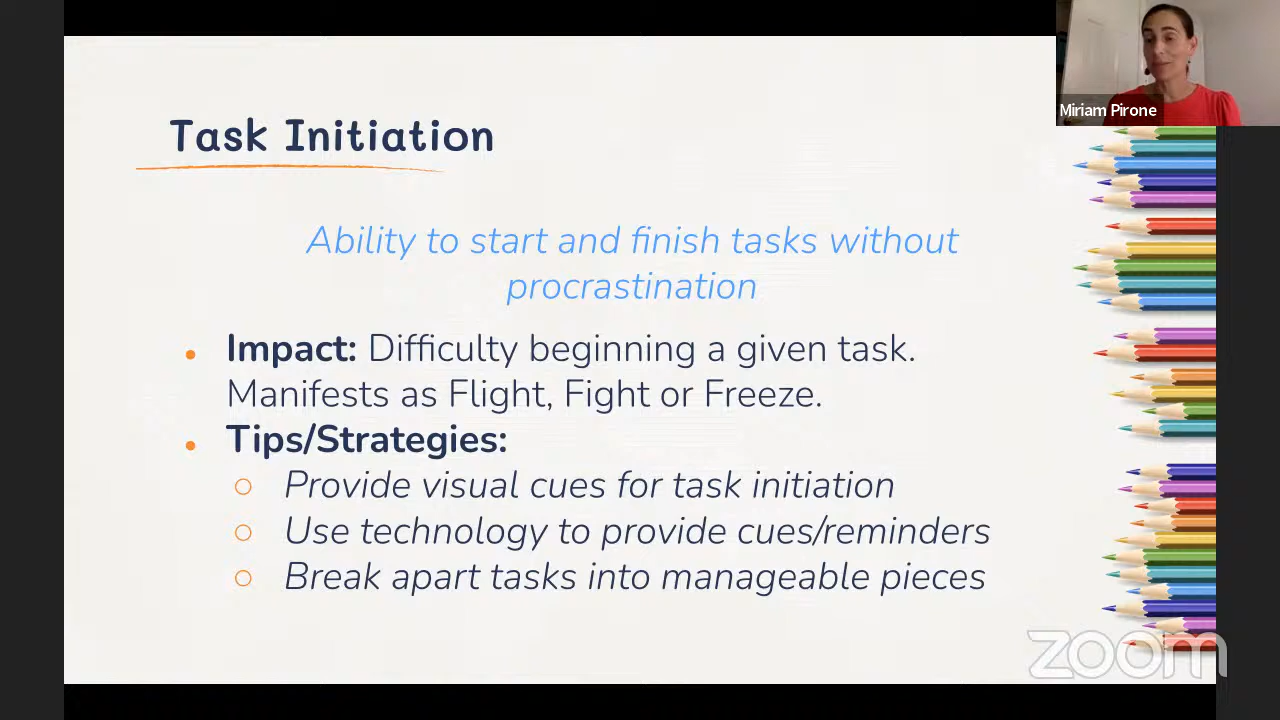 Miriam Pirone
Task Initiation
Ability to start and finish tasks without
procrastination
• Impact: Difficulty beginning a given task.
Manifests as Flight, Fight or Freeze.
• Tips/Strategies:
○ Provide visual cues for task initiation
○ Use technology to provide cues/reminders
○ Break apart tasks into manageable pieces
zoom